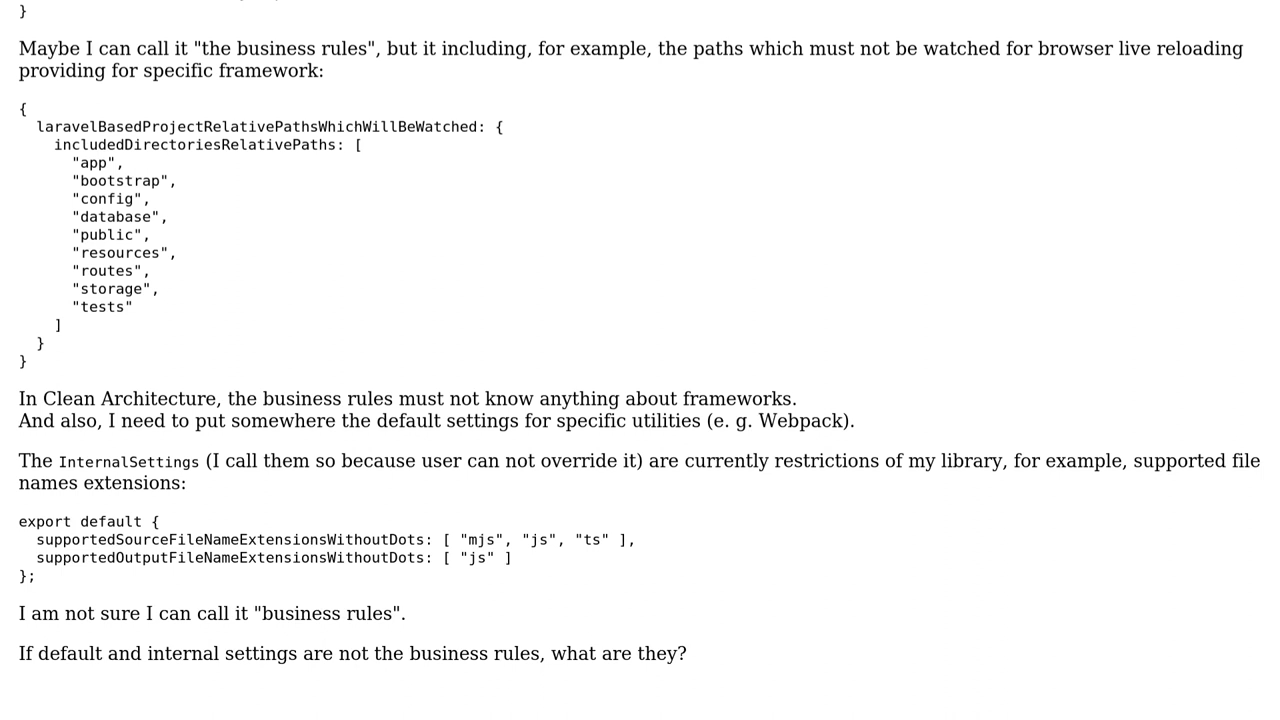 }
Maybe I can call it "the business rules", but it including, for example, the paths which must not be watched for browser live reloading
providing for specific framework:
{
  laravelBasedProjectRelativePathsWhichWillBeWatched: {
    includedDirectoriesRelativePaths: [
      "app",
      "bootstrap",
      "config",
      "database",
      "public",
      "resources",
      "routes",
      "storage",
      "tests"
    ]
  }
}
In Clean Architecture, the business rules must not know anything about frameworks.
And also, I need to put somewhere the default settings for specific utilities (e. g. Webpack).
The InternalSettings (I call them so because user can not override it) are currently restrictions of my library, for example, supported file
names extensions:
export default {
  supportedSourceFileNameExtensionsWithoutDots: [ "mjs", "js", "ts" ],
  supportedOutputFileNameExtensionsWithoutDots: [ "js" ]
};
I am not sure I can call it "business rules".
If default and internal settings are not the business rules, what are they?